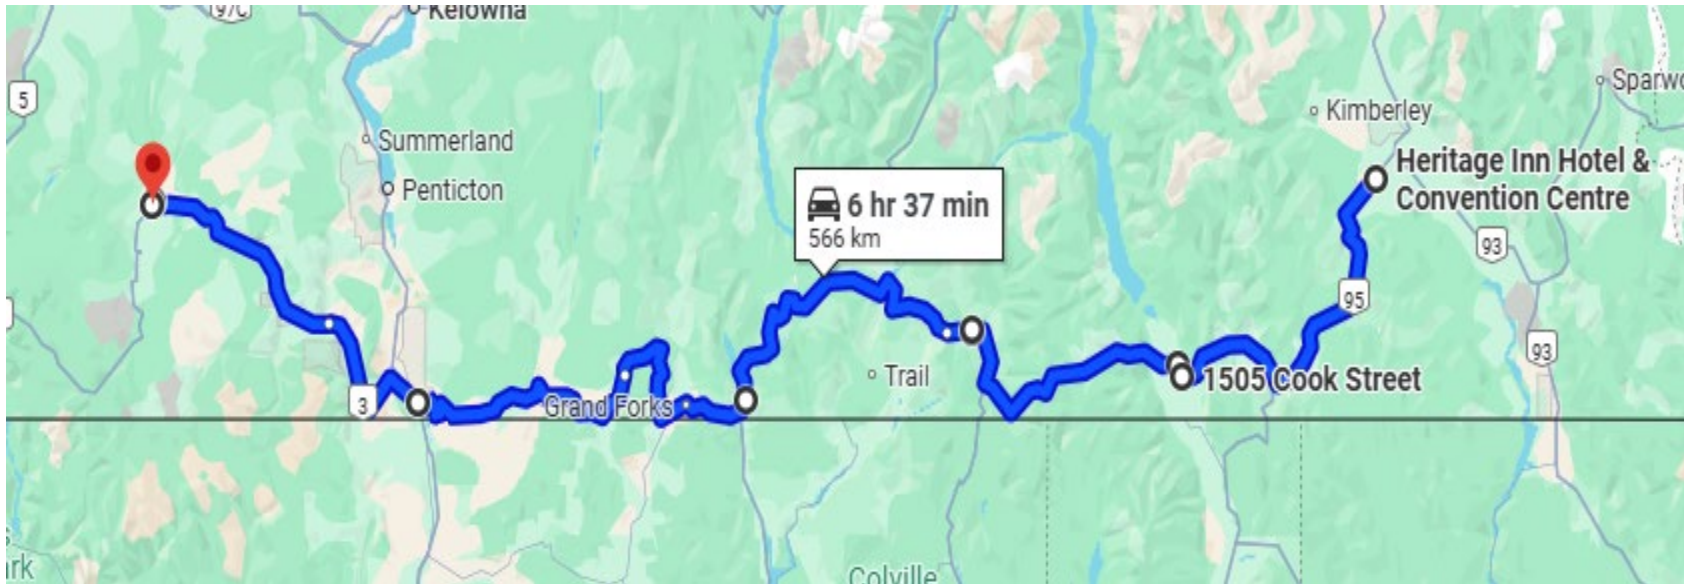 97C
Kelowna
5
Summerland
Penticton
Kimberley
Sparwo
Heritage Inn Hotel &
Convention Centre
6 hr 37 min
566 km
93
95
93
Trail
1505 Cook Street
3
Grand Forks
Colville
ark